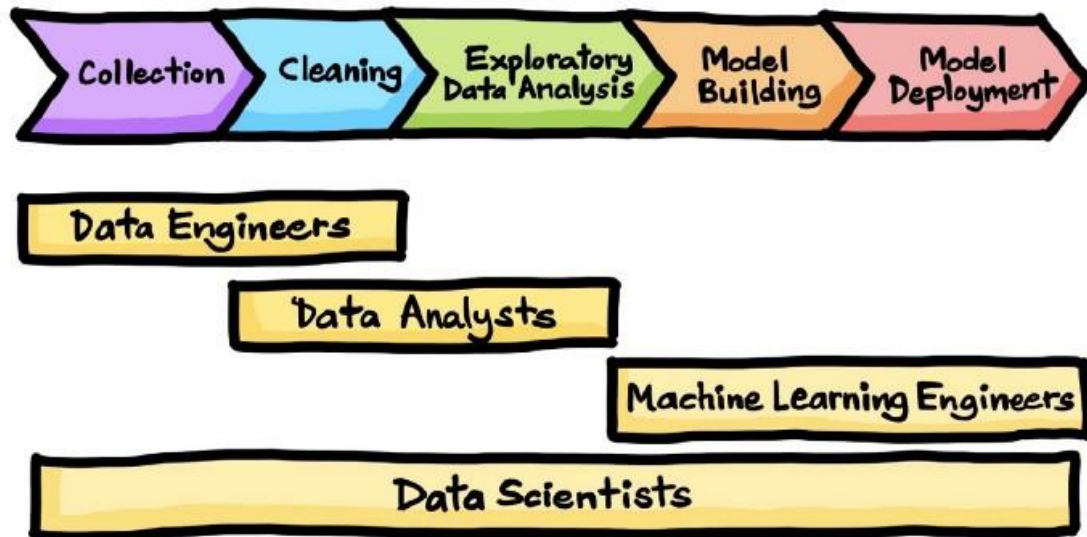 Collection
Cleaning
Exploratory
Data Analysis
Model
Building
Model
Deployment
Data Engineers
Data Analysts
Machine Learning Engineers
Data Scientists